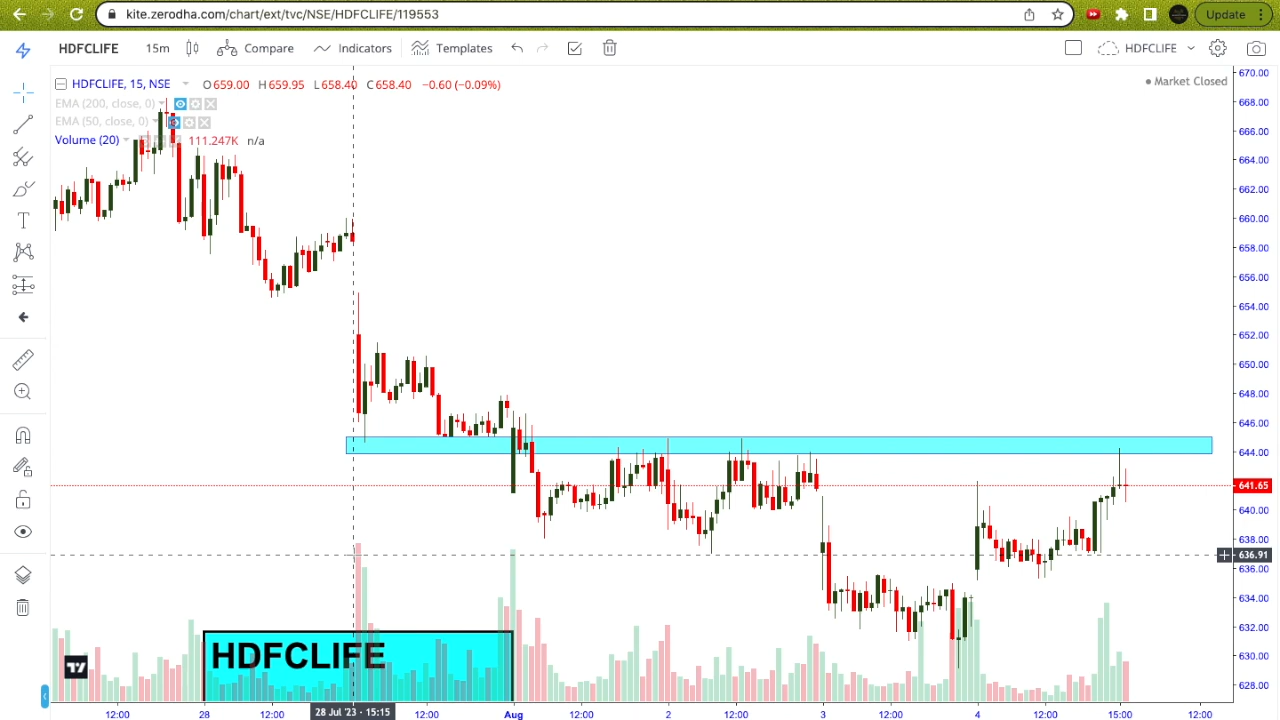 kite.zerodha.com/chart/ext/tvc/NSE/HDFCLIFE/119553
Update
HDFCLIFE 15m Compare Indicators Templates HDFCLIFE
HDFCLIFE, 15, NSE O659.00 H659.95 L658.40 C658.40 −0.60 (−0.09%)
Market Closed
EMA (200, close, 0)
EMA (50, close, 0)
Volume (20) 111.247K n/a
670.00
668.00
666.00
664.00
662.00
660.00
658.00
656.00
654.00
652.00
650.00
648.00
646.00
644.00
641.65
640.00
638.00
636.91
636.00
634.00
632.00
630.00
628.00
HDFCLIFE
12:00 28 12:00 28 Jul '23 - 15:15 12:00 Aug 12:00 2 12:00 3 12:00 4 12:00 15:00 12:00